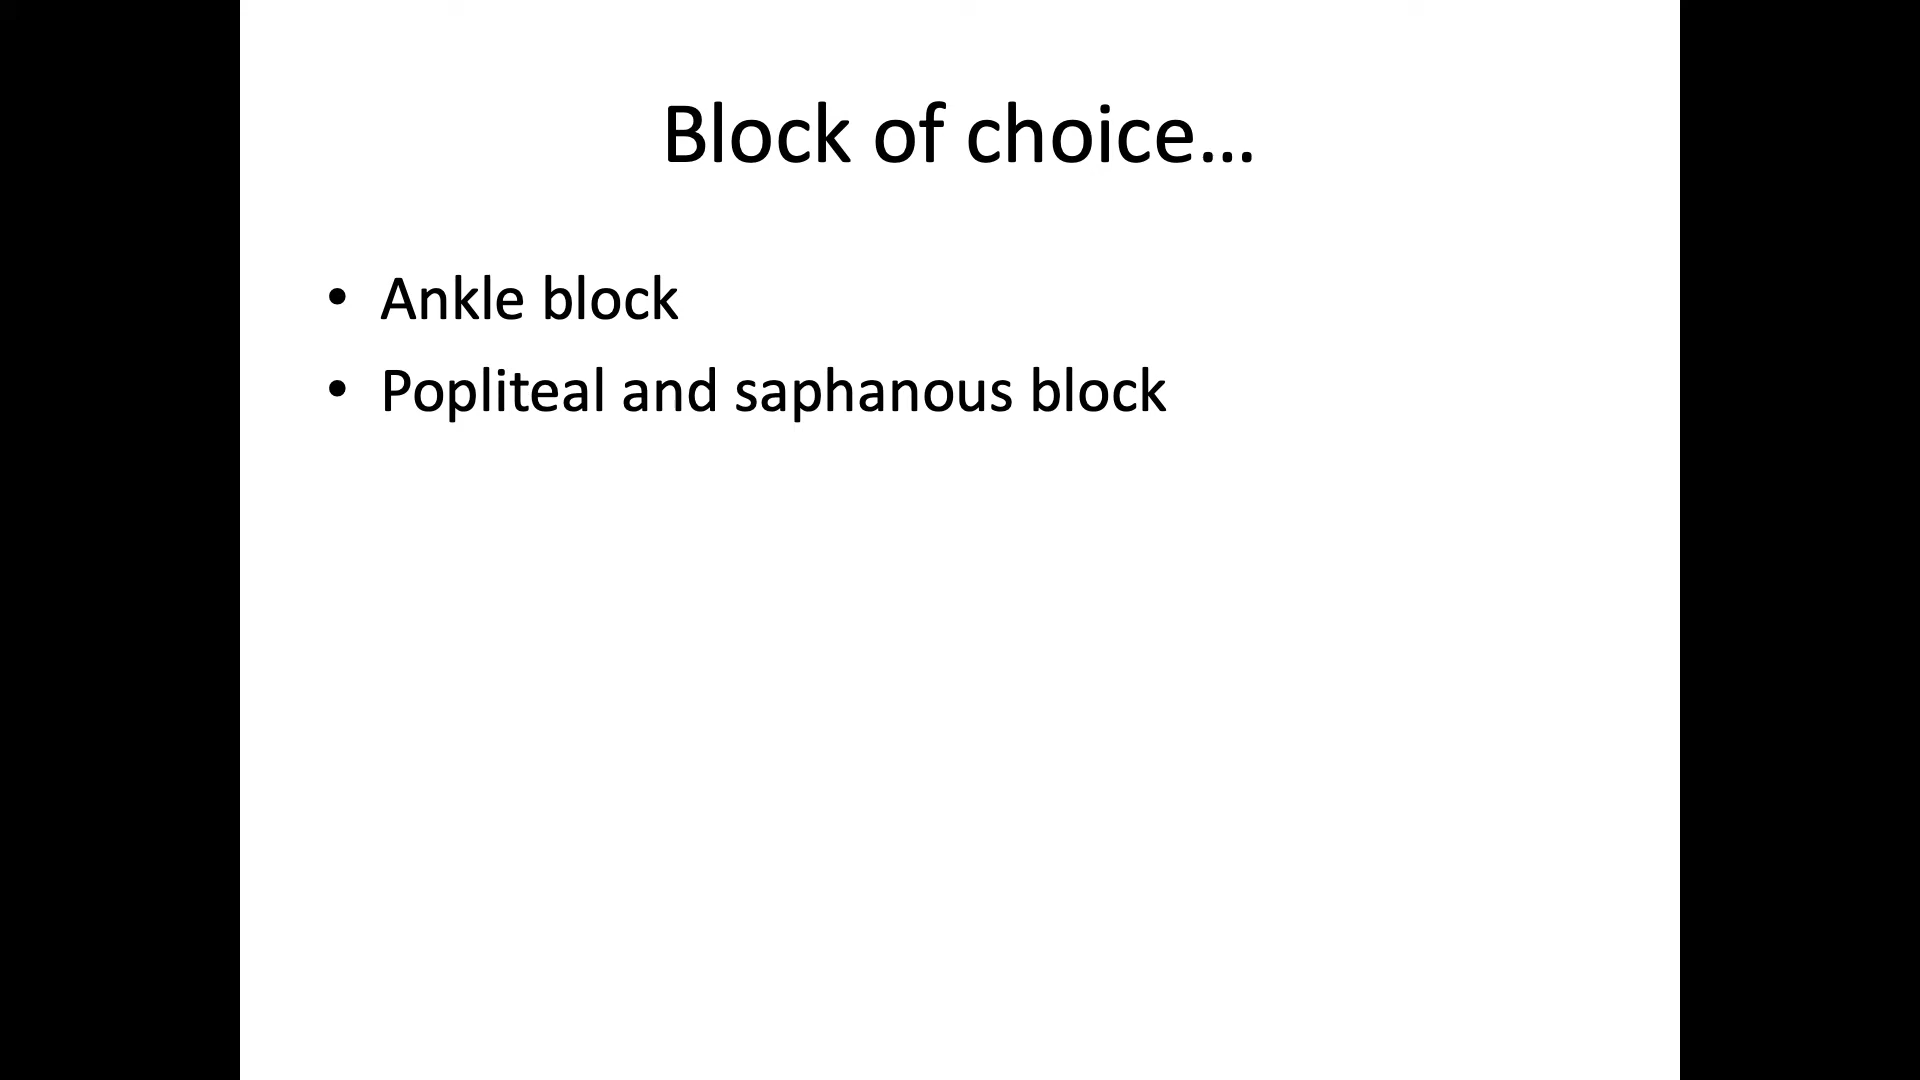 Block of choice…
• Ankle block
• Popliteal and saphanous block